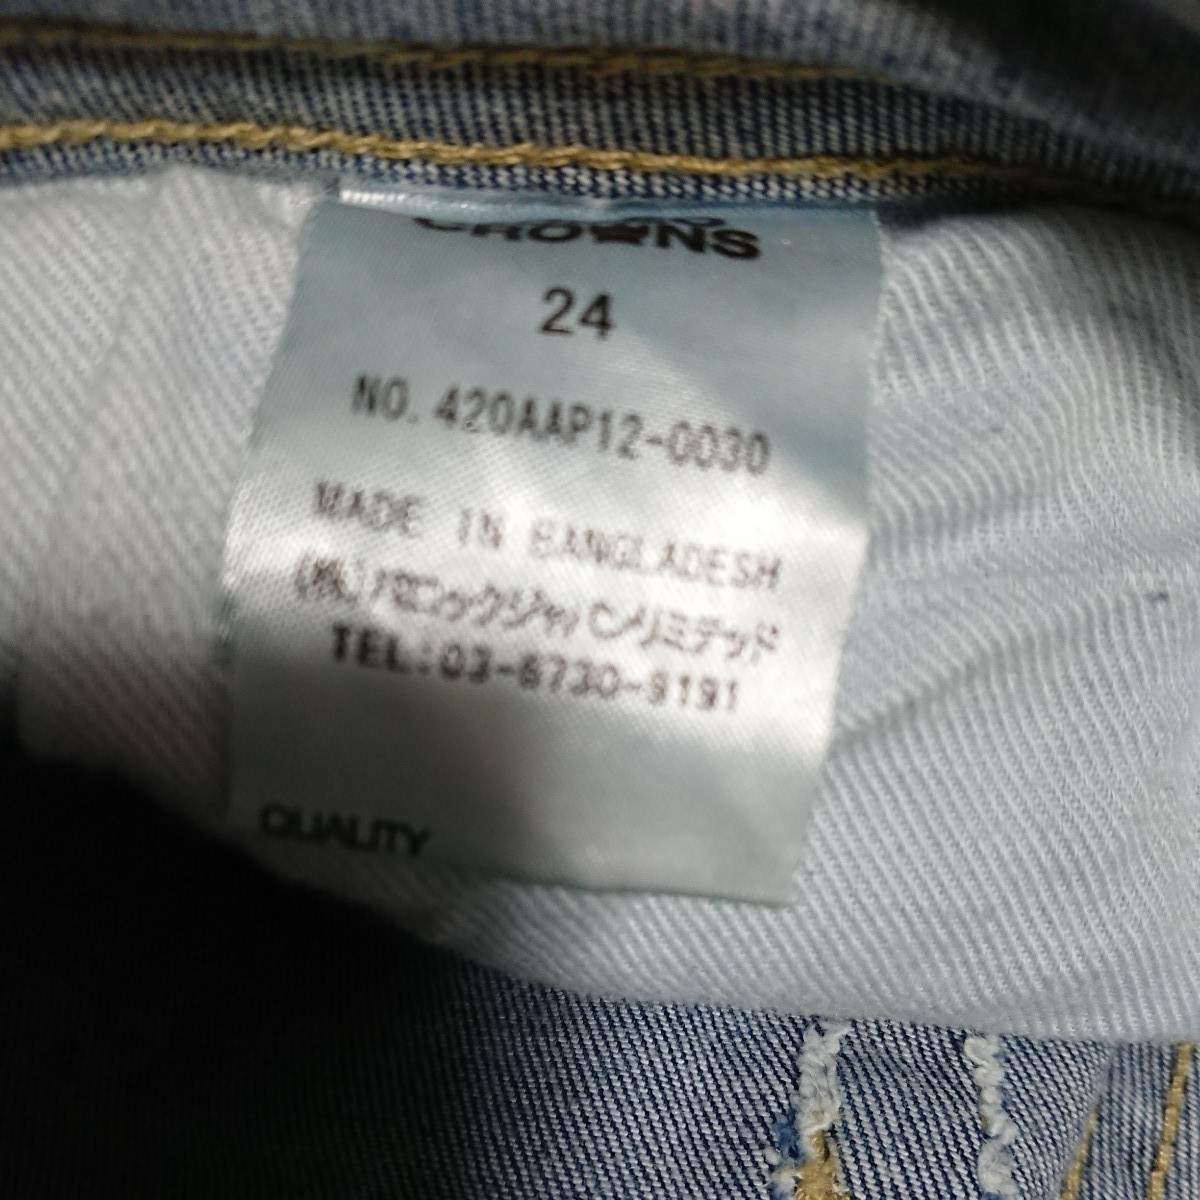 CROWNS
24
NO. 420AAP12-0030
MADE IN BANGLADESH
(株)バロックジャパンリミテッド
TEL:03-6730-9191
QUALITY